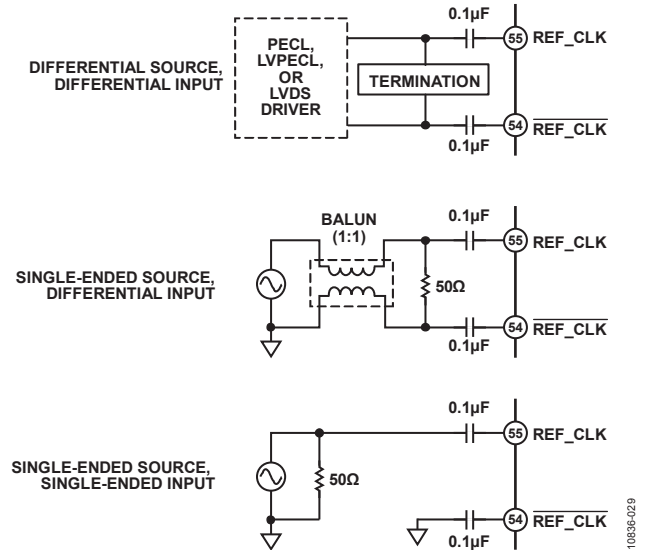 0.1µF
55 REF_CLK
DIFFERENTIAL SOURCE,
DIFFERENTIAL INPUT
PECL,
LVPECL,
OR
LVDS
DRIVER
TERMINATION
54 REF_CLK
0.1µF
BALUN
(1:1)
0.1µF
55 REF_CLK
SINGLE-ENDED SOURCE,
DIFFERENTIAL INPUT
50Ω
54 REF_CLK
0.1µF
0.1µF
55 REF_CLK
SINGLE-ENDED SOURCE,
SINGLE-ENDED INPUT
50Ω
54 REF_CLK
0.1µF
10836-029